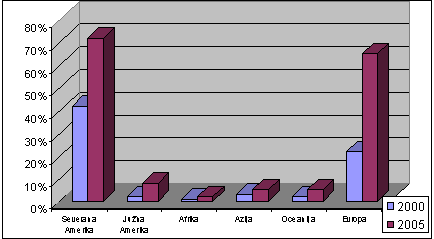 80%
70%
60%
50%
40%
30%
20%
10%
0%
Sjeverna
Amerika
Južna
Amerika
Afrika
Azija
Oceanija
Europa
2000
2005